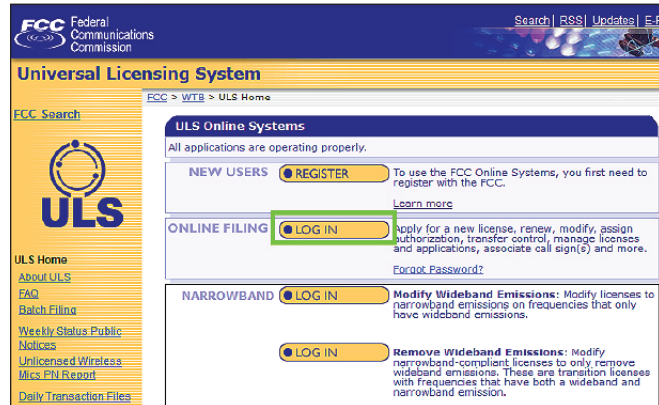 FCC Federal
Communications
Commission
Search | RSS | Updates |
Universal Licensing System
FCC > WTB > ULS Home
FCC Search
ULS
ULS Home
About ULS
FAQ
Batch Filing
Weekly Status Public
Notices
Unlicensed Wireless
Mics PN Report
Daily Transaction Files
ULS Online Systems
All applications are operating properly.
NEW USERS
REGISTER
To use the FCC Online Systems, you first need to
register with the FCC.
Learn more
ONLINE FILING
LOG IN
Apply for a new license, renew, modify, assign
authorization, transfer control, manage licenses
and applications, associate call sign(s) and more.
Forgot Password?
NARROWBAND
LOG IN
Modify Wideband Emissions: Modify licenses to
narrowband emissions on frequencies that only
have wideband emissions.
LOG IN
Remove Wideband Emissions: Modify
narrowband-compliant licenses to only remove
wideband emissions. These are transition licenses
with frequencies that have both a wideband and
narrowband emission.